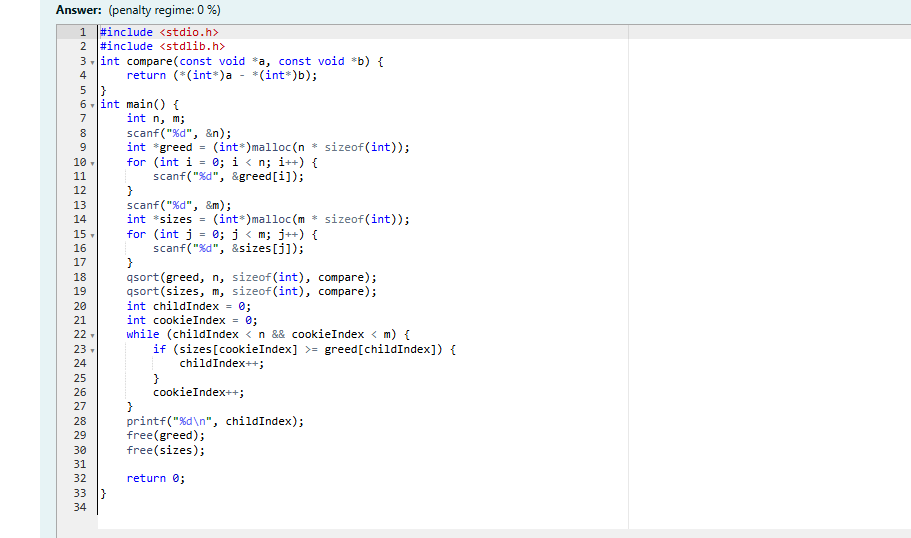 Answer: (penalty regime: 0 %)
1 #include <stdio.h>
2 #include <stdlib.h>
3 int compare(const void *a, const void *b) {
4     return (*(int*)a - *(int*)b);
5 }
6 int main() {
7     int n, m;
8     scanf("%d", &n);
9     int *greed = (int*)malloc(n * sizeof(int));
10     for (int i = 0; i < n; i++) {
11         scanf("%d", &greed[i]);
12     }
13     scanf("%d", &m);
14     int *sizes = (int*)malloc(m * sizeof(int));
15     for (int j = 0; j < m; j++) {
16         scanf("%d", &sizes[j]);
17     }
18     qsort(greed, n, sizeof(int), compare);
19     qsort(sizes, m, sizeof(int), compare);
20     int childIndex = 0;
21     int cookieIndex = 0;
22     while (childIndex < n && cookieIndex < m) {
23         if (sizes[cookieIndex] >= greed[childIndex]) {
24             childIndex++;
25         }
26         cookieIndex++;
27     }
28     printf("%d\n", childIndex);
29     free(greed);
30     free(sizes);
31
32     return 0;
33 }
34